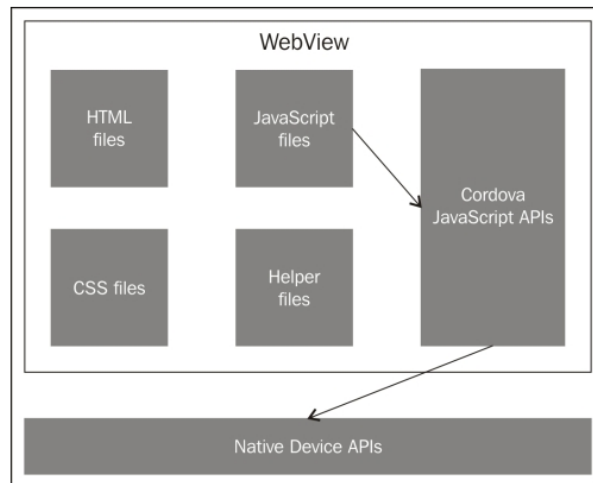 WebView
HTML
files
JavaScript
files
Cordova
JavaScript APIs
CSS files
Helper
files
Native Device APIs